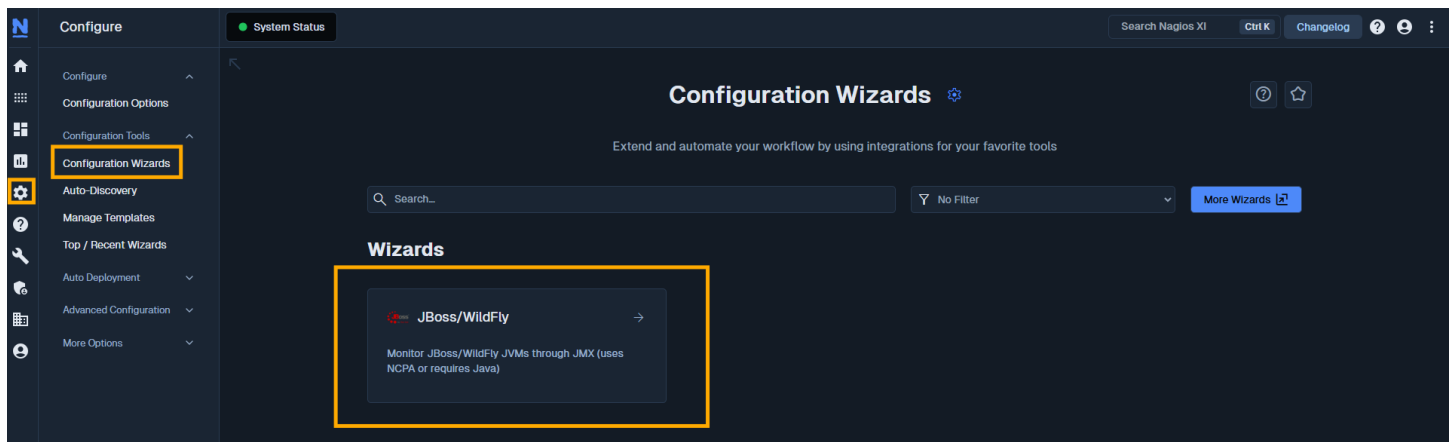 N
Configure
System Status
Search Nagios XI
Ctrl K
Changelog
Configure
Configuration Options
Configuration Tools
Configuration Wizards
Auto-Discovery
Manage Templates
Top / Recent Wizards
Auto Deployment
Advanced Configuration
More Options
Configuration Wizards
Extend and automate your workflow by using integrations for your favorite tools
Search...
No Filter
More Wizards
Wizards
JBoss/WildFly
Monitor JBoss/WildFly JVMs through JMX (uses
NCPA or requires Java)